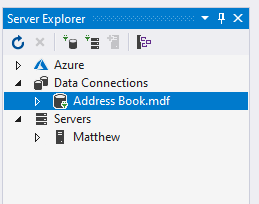 Server Explorer
Azure
Data Connections
Address Book.mdf
Servers
Matthew